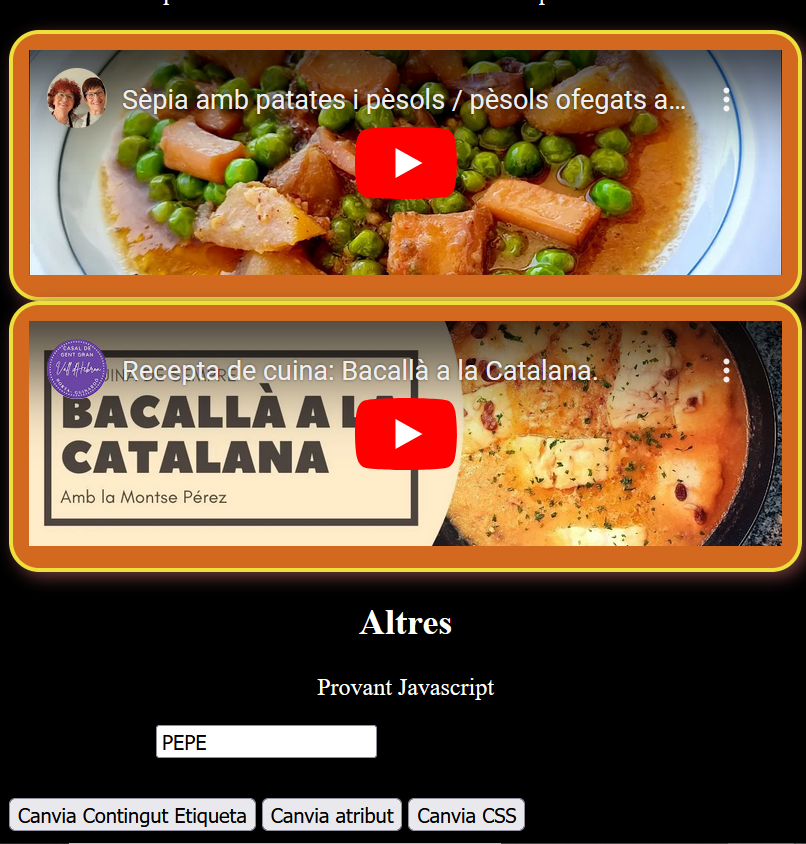 Sèpia amb patates i pèsols / pèsols ofegats a...
CASAL DE
GENT GRAN
Vall d'Hebron
Recepta de cuina: Bacallà a la Catalana.
BACALLÀ A LA
CATALANA
Amb la Montse Pérez
Altres
Provant Javascript
PEPE
Canvia Contingut Etiqueta
Canvia atribut
Canvia CSS